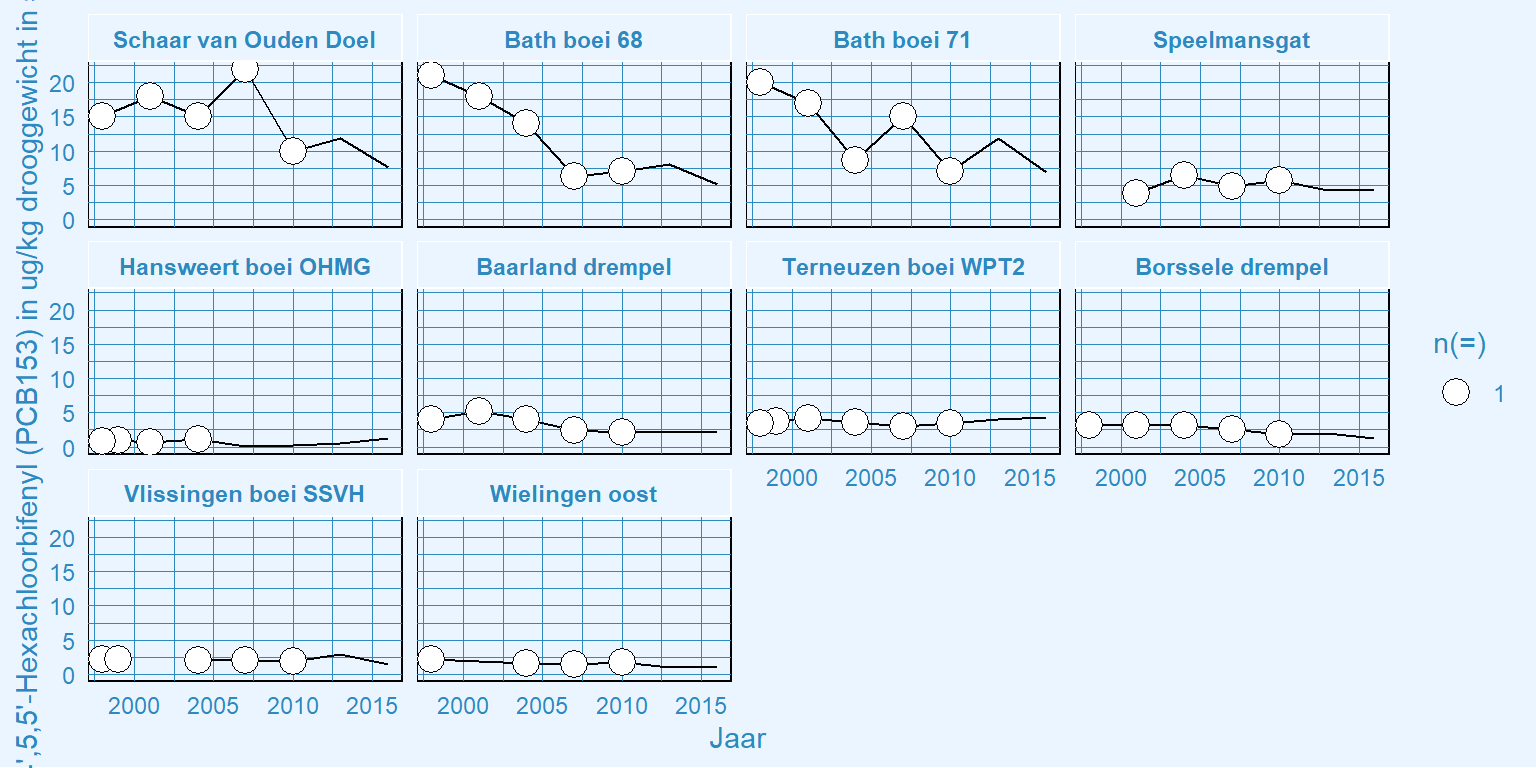 ',5,5'-Hexachloorbifenyl (PCB153) in ug/kg drooggewicht in
Schaar van Ouden Doel
Bath boei 68
Bath boei 71
Speelmansgat
20
15
10
5
0
Hansweert boei OHMG
Baarland drempel
Terneuzen boei WPT2
Borssele drempel
20
15
10
5
0
2000 2005 2010 2015
2000 2005 2010 2015
Vlissingen boei SSVH
Wielingen oost
20
15
10
5
0
2000 2005 2010 2015
2000 2005 2010 2015
Jaar
n(=)
1